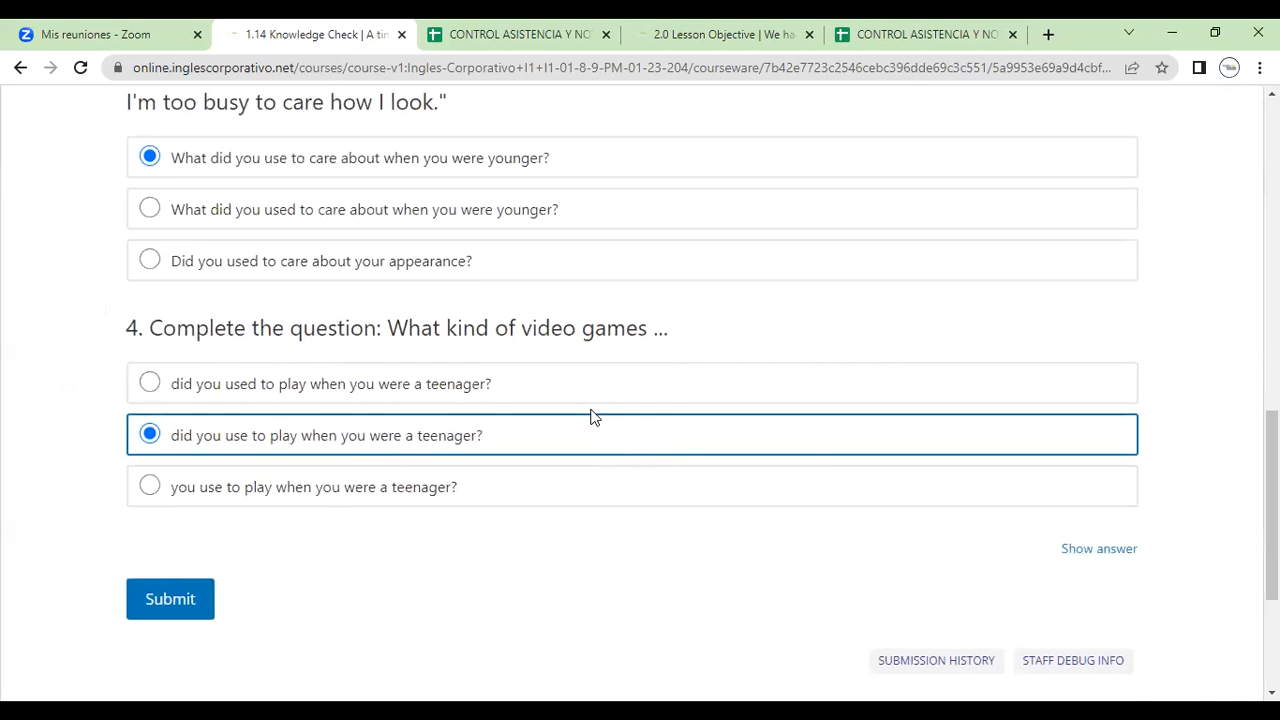 Mis reuniones - Zoom
1.14 Knowledge Check | A tin
CONTROL ASISTENCIA Y NO
2.0 Lesson Objective | We ha
CONTROL ASISTENCIA Y NO
online.inglescorporativo.net/courses/course-v1:Ingles-Corporativo+I1+I1-01-8-9-PM-01-23-204/courseware/7b42e7723c2546cebc396dde69c3c551/5a9953e69a9d4cbf...
I'm too busy to care how I look."
What did you use to care about when you were younger?
What did you used to care about when you were younger?
Did you used to care about your appearance?
4. Complete the question: What kind of video games ...
did you used to play when you were a teenager?
did you use to play when you were a teenager?
you use to play when you were a teenager?
Show answer
Submit
SUBMISSION HISTORY
STAFF DEBUG INFO